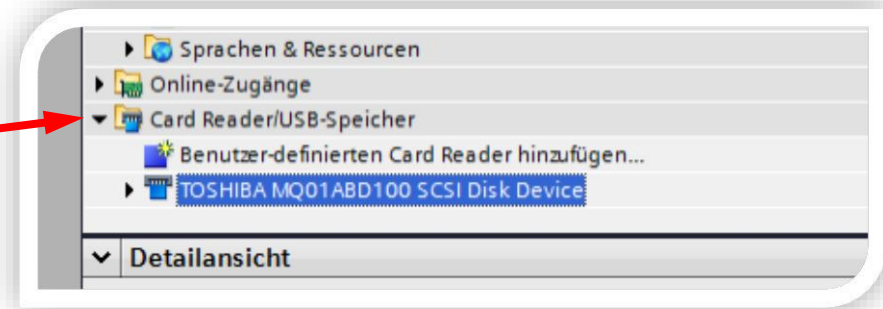 Sprachen & Ressourcen
Online-Zugänge
Card Reader/USB-Speicher
Benutzer-definierten Card Reader hinzufügen...
TOSHIBA MQ01ABD100 SCSI Disk Device
Detailansicht